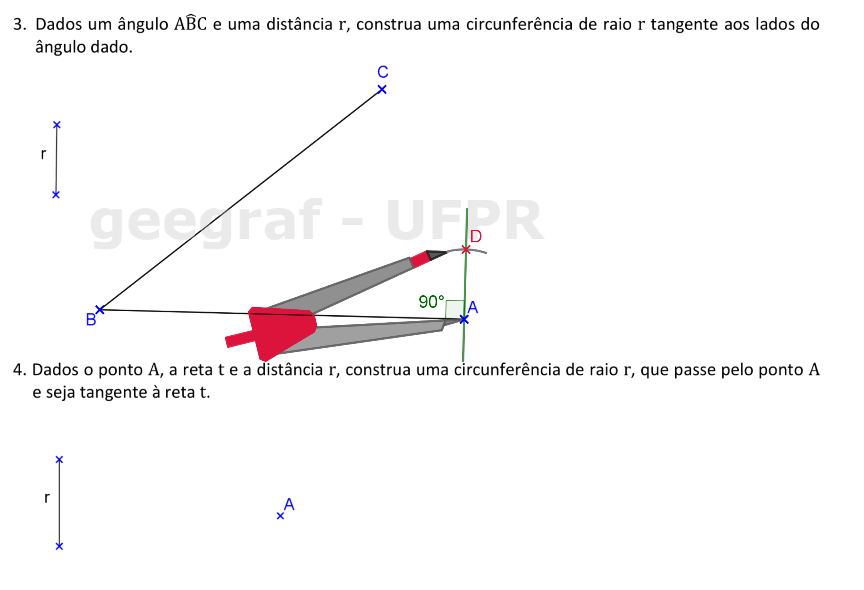 3. Dados um ângulo AB̂C e uma distância r, construa uma circunferência de raio r tangente aos lados do
ângulo dado.
C
r
geegraf - UFPR
D
90°
A
B
4. Dados o ponto A, a reta t e a distância r, construa uma circunferência de raio r, que passe pelo ponto A
e seja tangente à reta t.
r
A